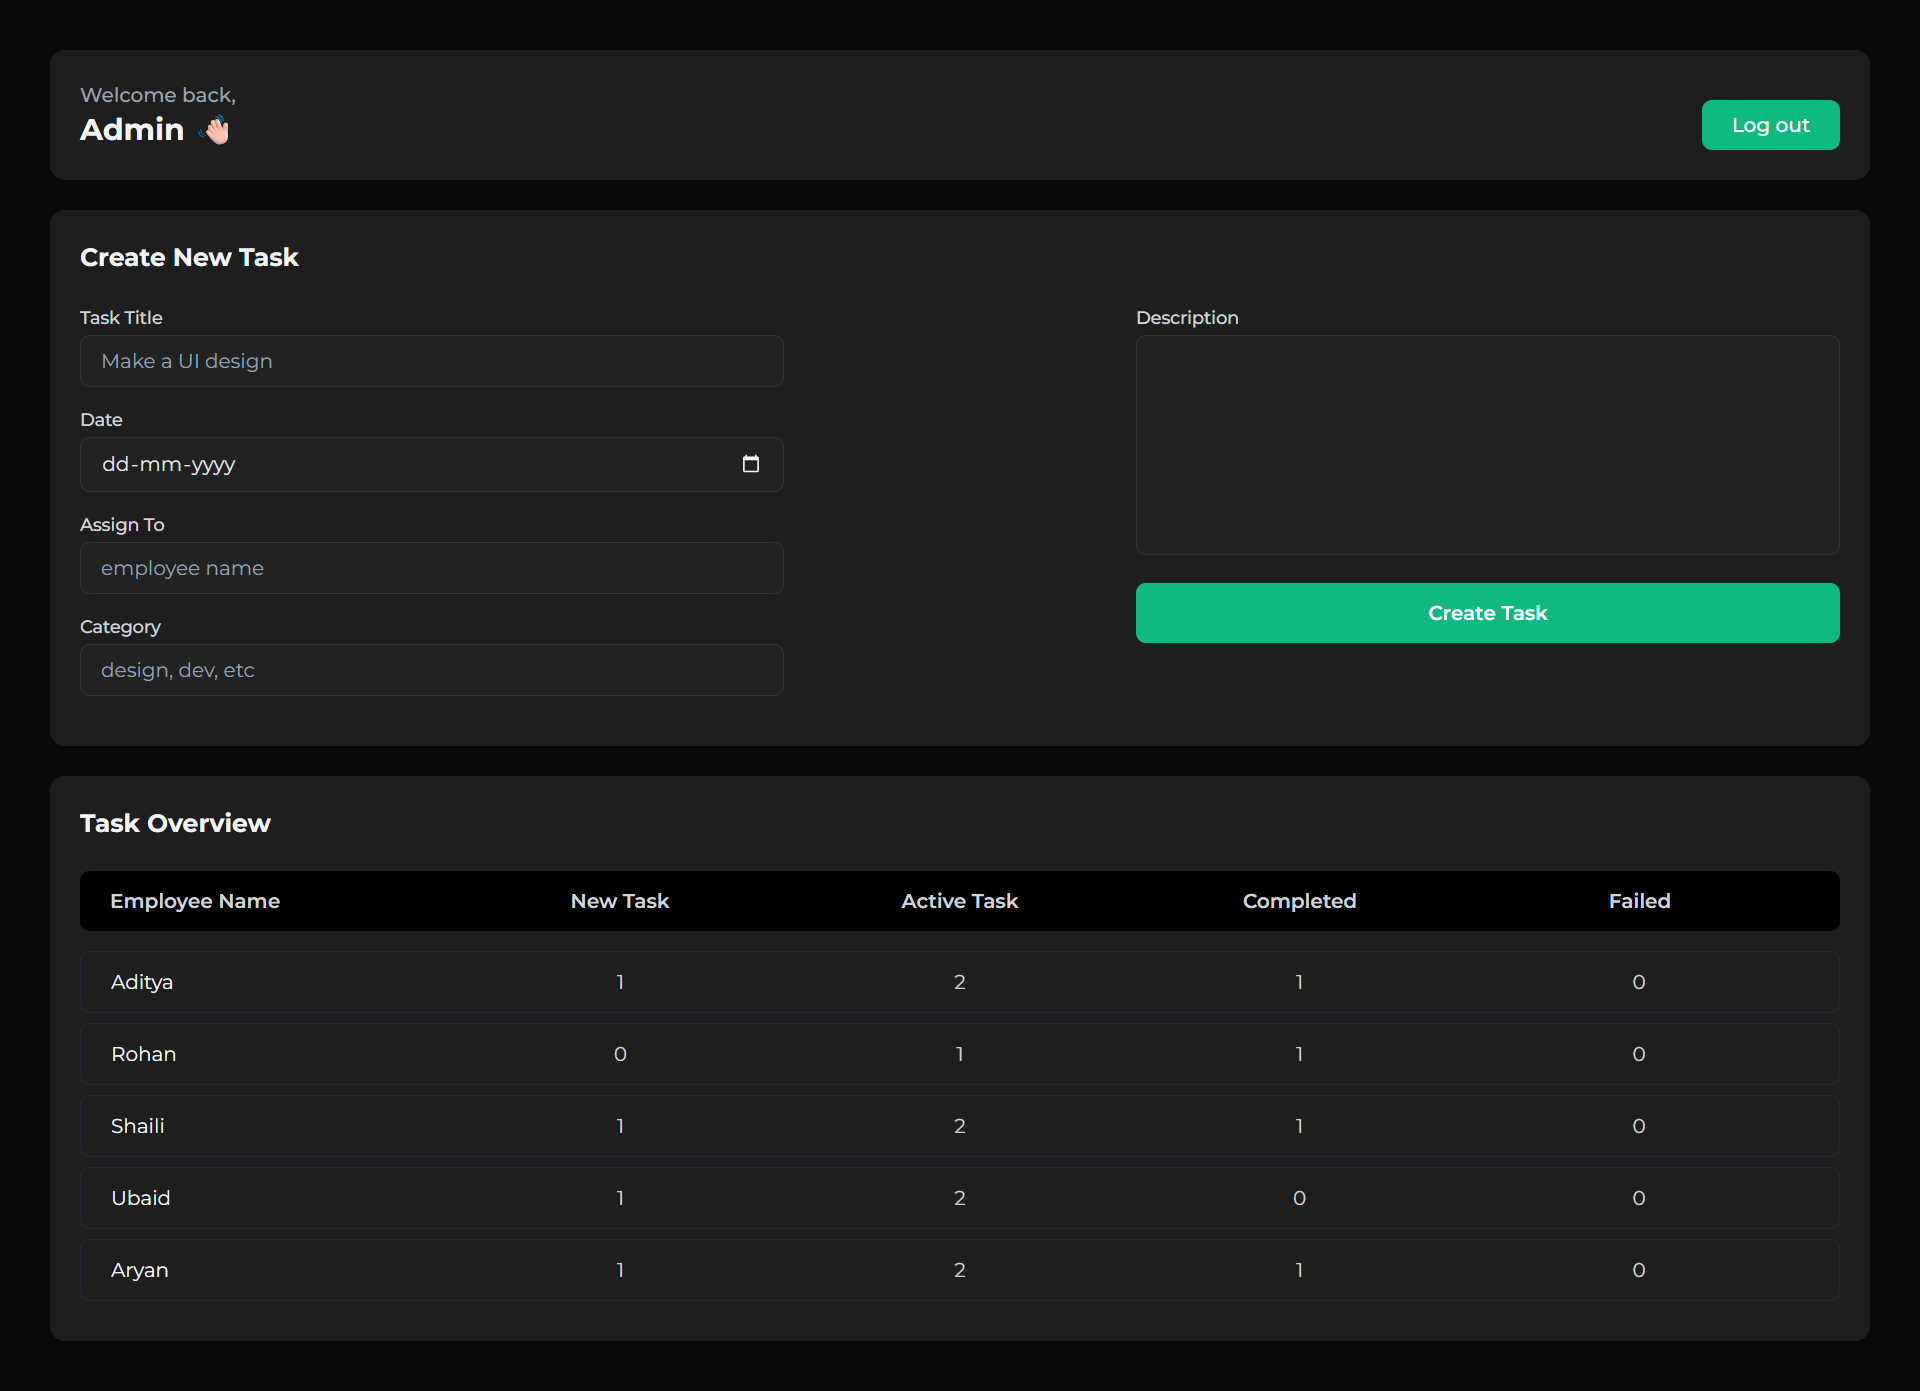 Welcome back,
Admin 👋🏻
Log out
Create New Task
Task Title
Make a UI design
Date
dd-mm-yyyy
Assign To
employee name
Category
design, dev, etc
Description
Create Task
Task Overview
Employee Name New Task Active Task Completed Failed
Aditya 1 2 1 0
Rohan 0 1 1 0
Shaili 1 2 1 0
Ubaid 1 2 0 0
Aryan 1 2 1 0